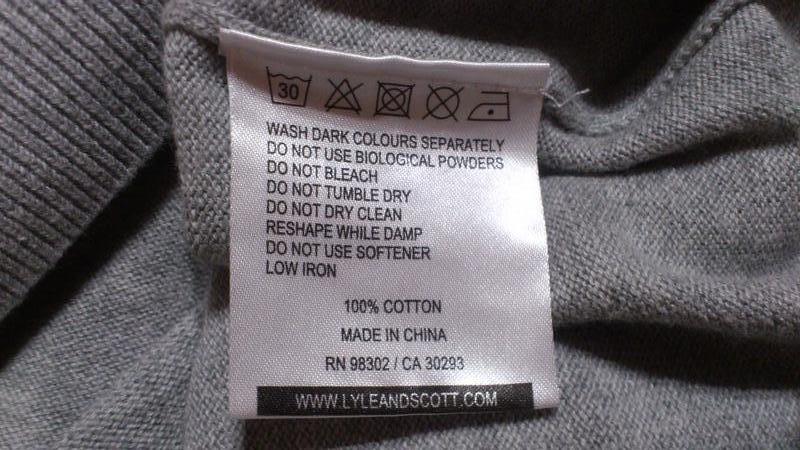 30
WASH DARK COLOURS SEPARATELY
DO NOT USE BIOLOGICAL POWDERS
DO NOT BLEACH
DO NOT TUMBLE DRY
DO NOT DRY CLEAN
RESHAPE WHILE DAMP
DO NOT USE SOFTENER
LOW IRON
100% COTTON
MADE IN CHINA
RN 98302 / CA 30293
WWW.LYLEANDSCOTT.COM